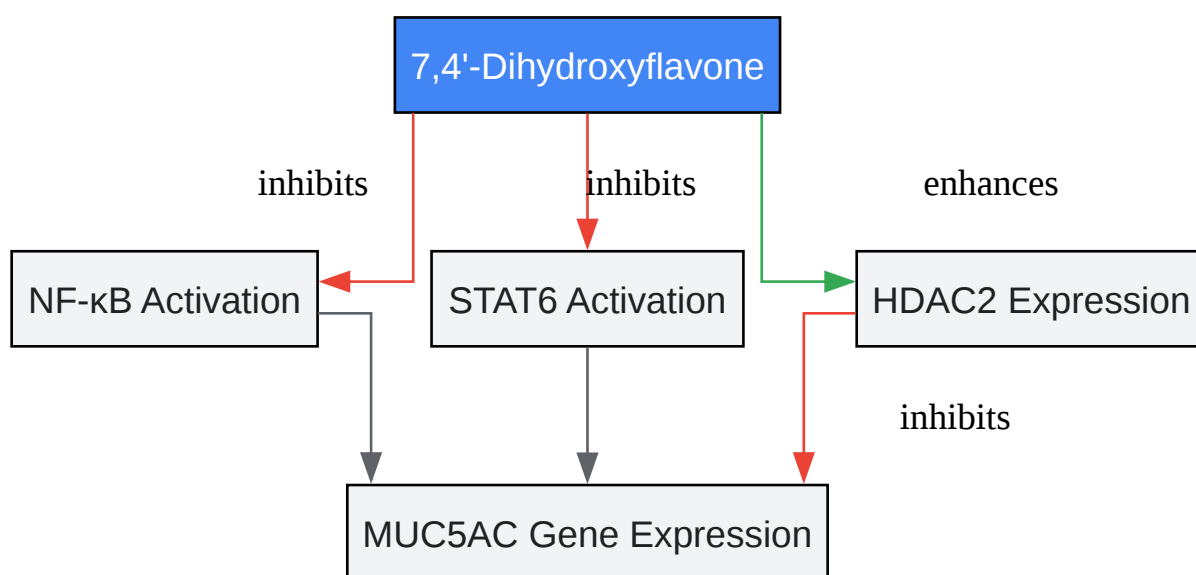 7,4'-Dihydroxyflavone
inhibits
inhibits
enhances
NF-κB Activation
STAT6 Activation
HDAC2 Expression
inhibits
MUC5AC Gene Expression